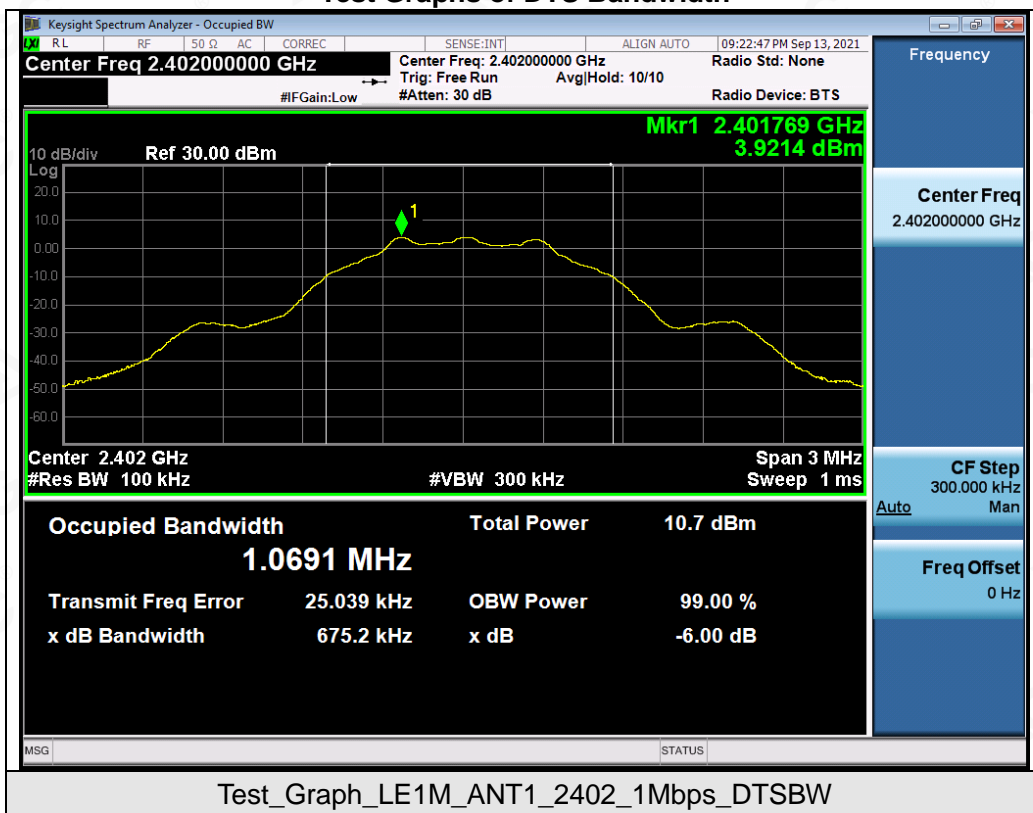 Test Graphs of DTS Bandwidth
Keysight Spectrum Analyzer - Occupied BW
LXI RL RF 50 Ω AC CORREC SENSE:INT ALIGN AUTO 09:22:47 PM Sep 13, 2021
Center Freq 2.402000000 GHz
Center Freq: 2.402000000 GHz
Radio Std: None
Trig: Free Run Avg|Hold: 10/10
#IFGain:Low #Atten: 30 dB Radio Device: BTS
Mkr1 2.401769 GHz
3.9214 dBm
10 dB/div Ref 30.00 dBm
Log
20.0
10.0
0.00
-10.0
-20.0
-30.0
-40.0
-50.0
-60.0
1
Center 2.402 GHz Span 3 MHz
#Res BW 100 kHz #VBW 300 kHz Sweep 1 ms
Occupied Bandwidth Total Power 10.7 dBm
1.0691 MHz
Transmit Freq Error 25.039 kHz OBW Power 99.00 %
x dB Bandwidth 675.2 kHz x dB -6.00 dB
MSG STATUS
Frequency
Center Freq
2.402000000 GHz
CF Step
300.000 kHz
Auto Man
Freq Offset
0 Hz
Test_Graph_LE1M_ANT1_2402_1Mbps_DTSBW